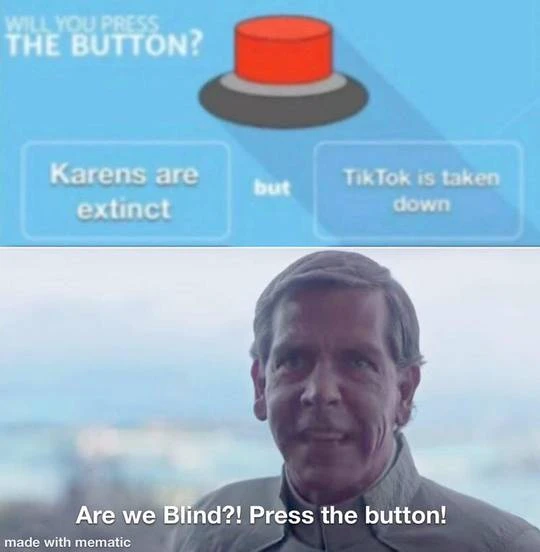 WILL YOU PRESS
THE BUTTON?
Karens are
extinct
but
TikTok is taken
down
Are we Blind?! Press the button!
made with mematic